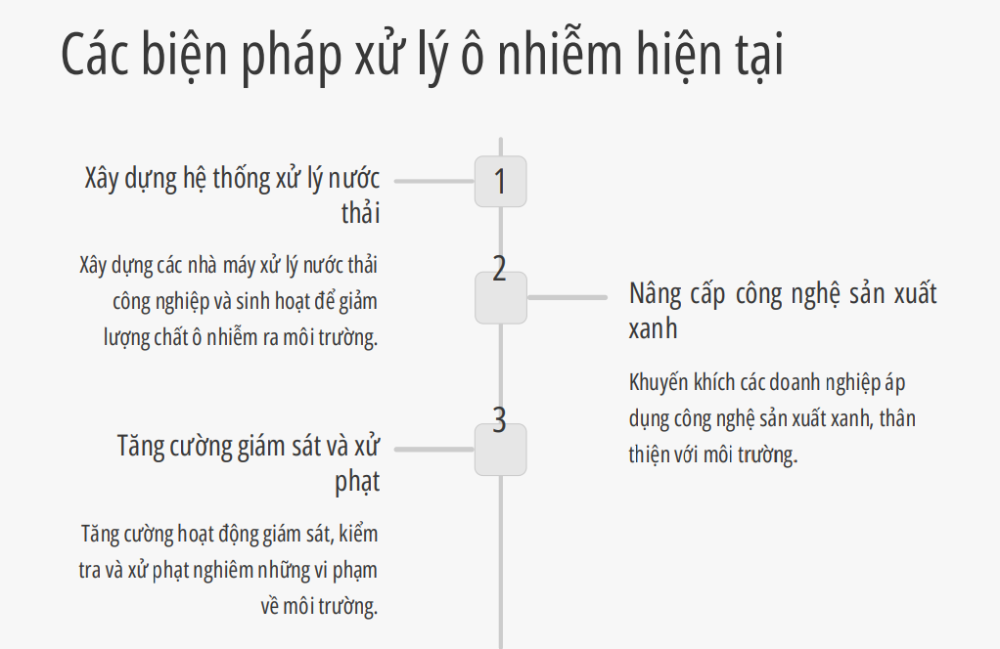 Các biện pháp xử lý ô nhiễm hiện tại
1
Xây dựng hệ thống xử lý nước
thải
Xây dựng các nhà máy xử lý nước thải
công nghiệp và sinh hoạt để giảm
lượng chất ô nhiễm ra môi trường.
2
Nâng cấp công nghệ sản xuất
xanh
Khuyến khích các doanh nghiệp áp
dụng công nghệ sản xuất xanh, thân
thiện với môi trường.
3
Tăng cường giám sát và xử
phạt
Tăng cường hoạt động giám sát, kiểm
tra và xử phạt nghiêm những vi phạm
về môi trường.